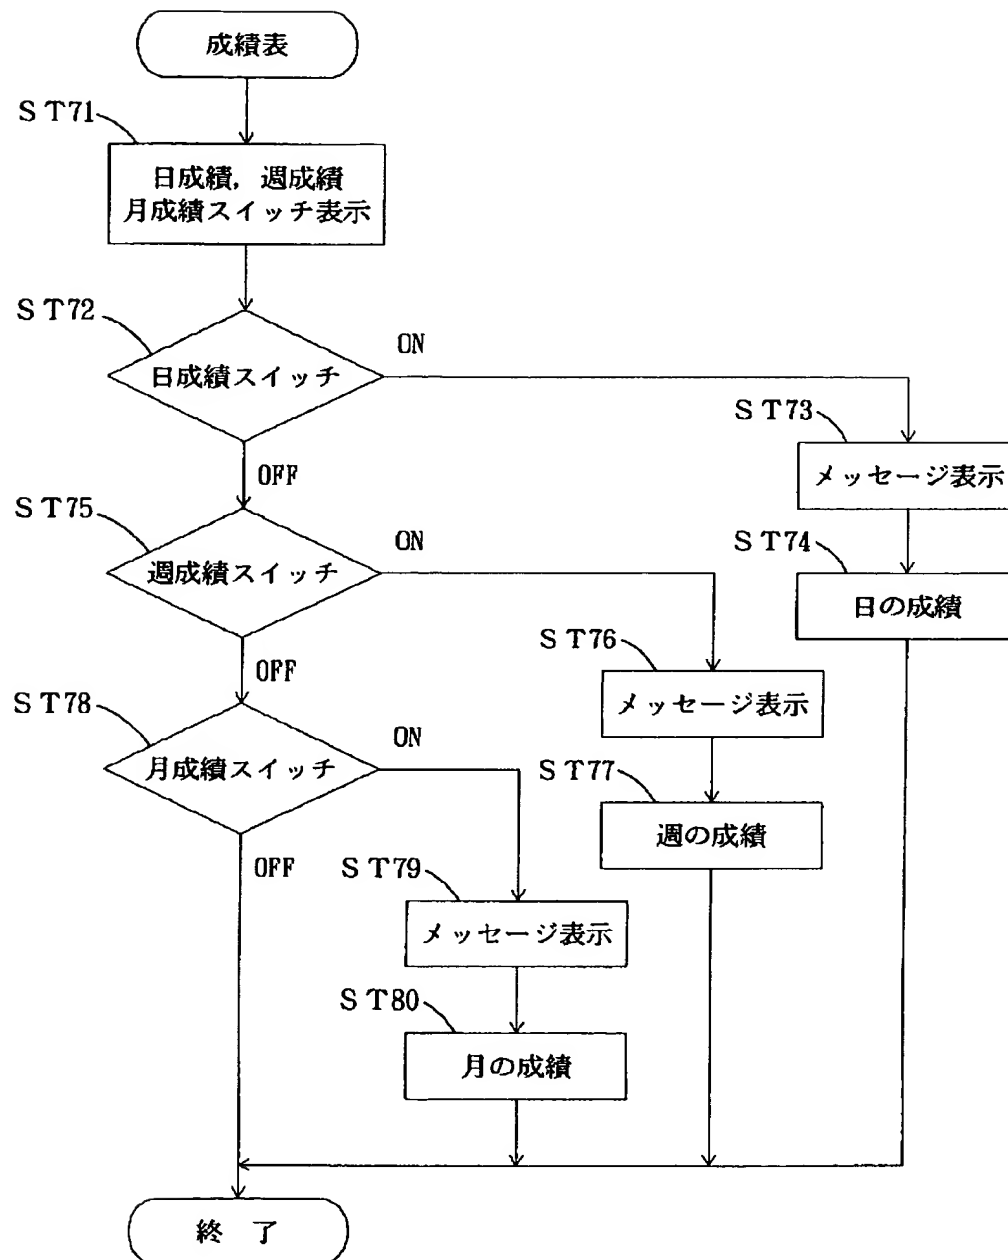 成績表
ST71
日成績,週成績
月成績スイッチ表示
ST72
日成績スイッチ
ON
OFF
ST73
メッセージ表示
ST74
日の成績
ST75
週成績スイッチ
ON
OFF
ST76
メッセージ表示
ST77
週の成績
ST78
月成績スイッチ
ON
OFF
ST79
メッセージ表示
ST80
月の成績
終 了